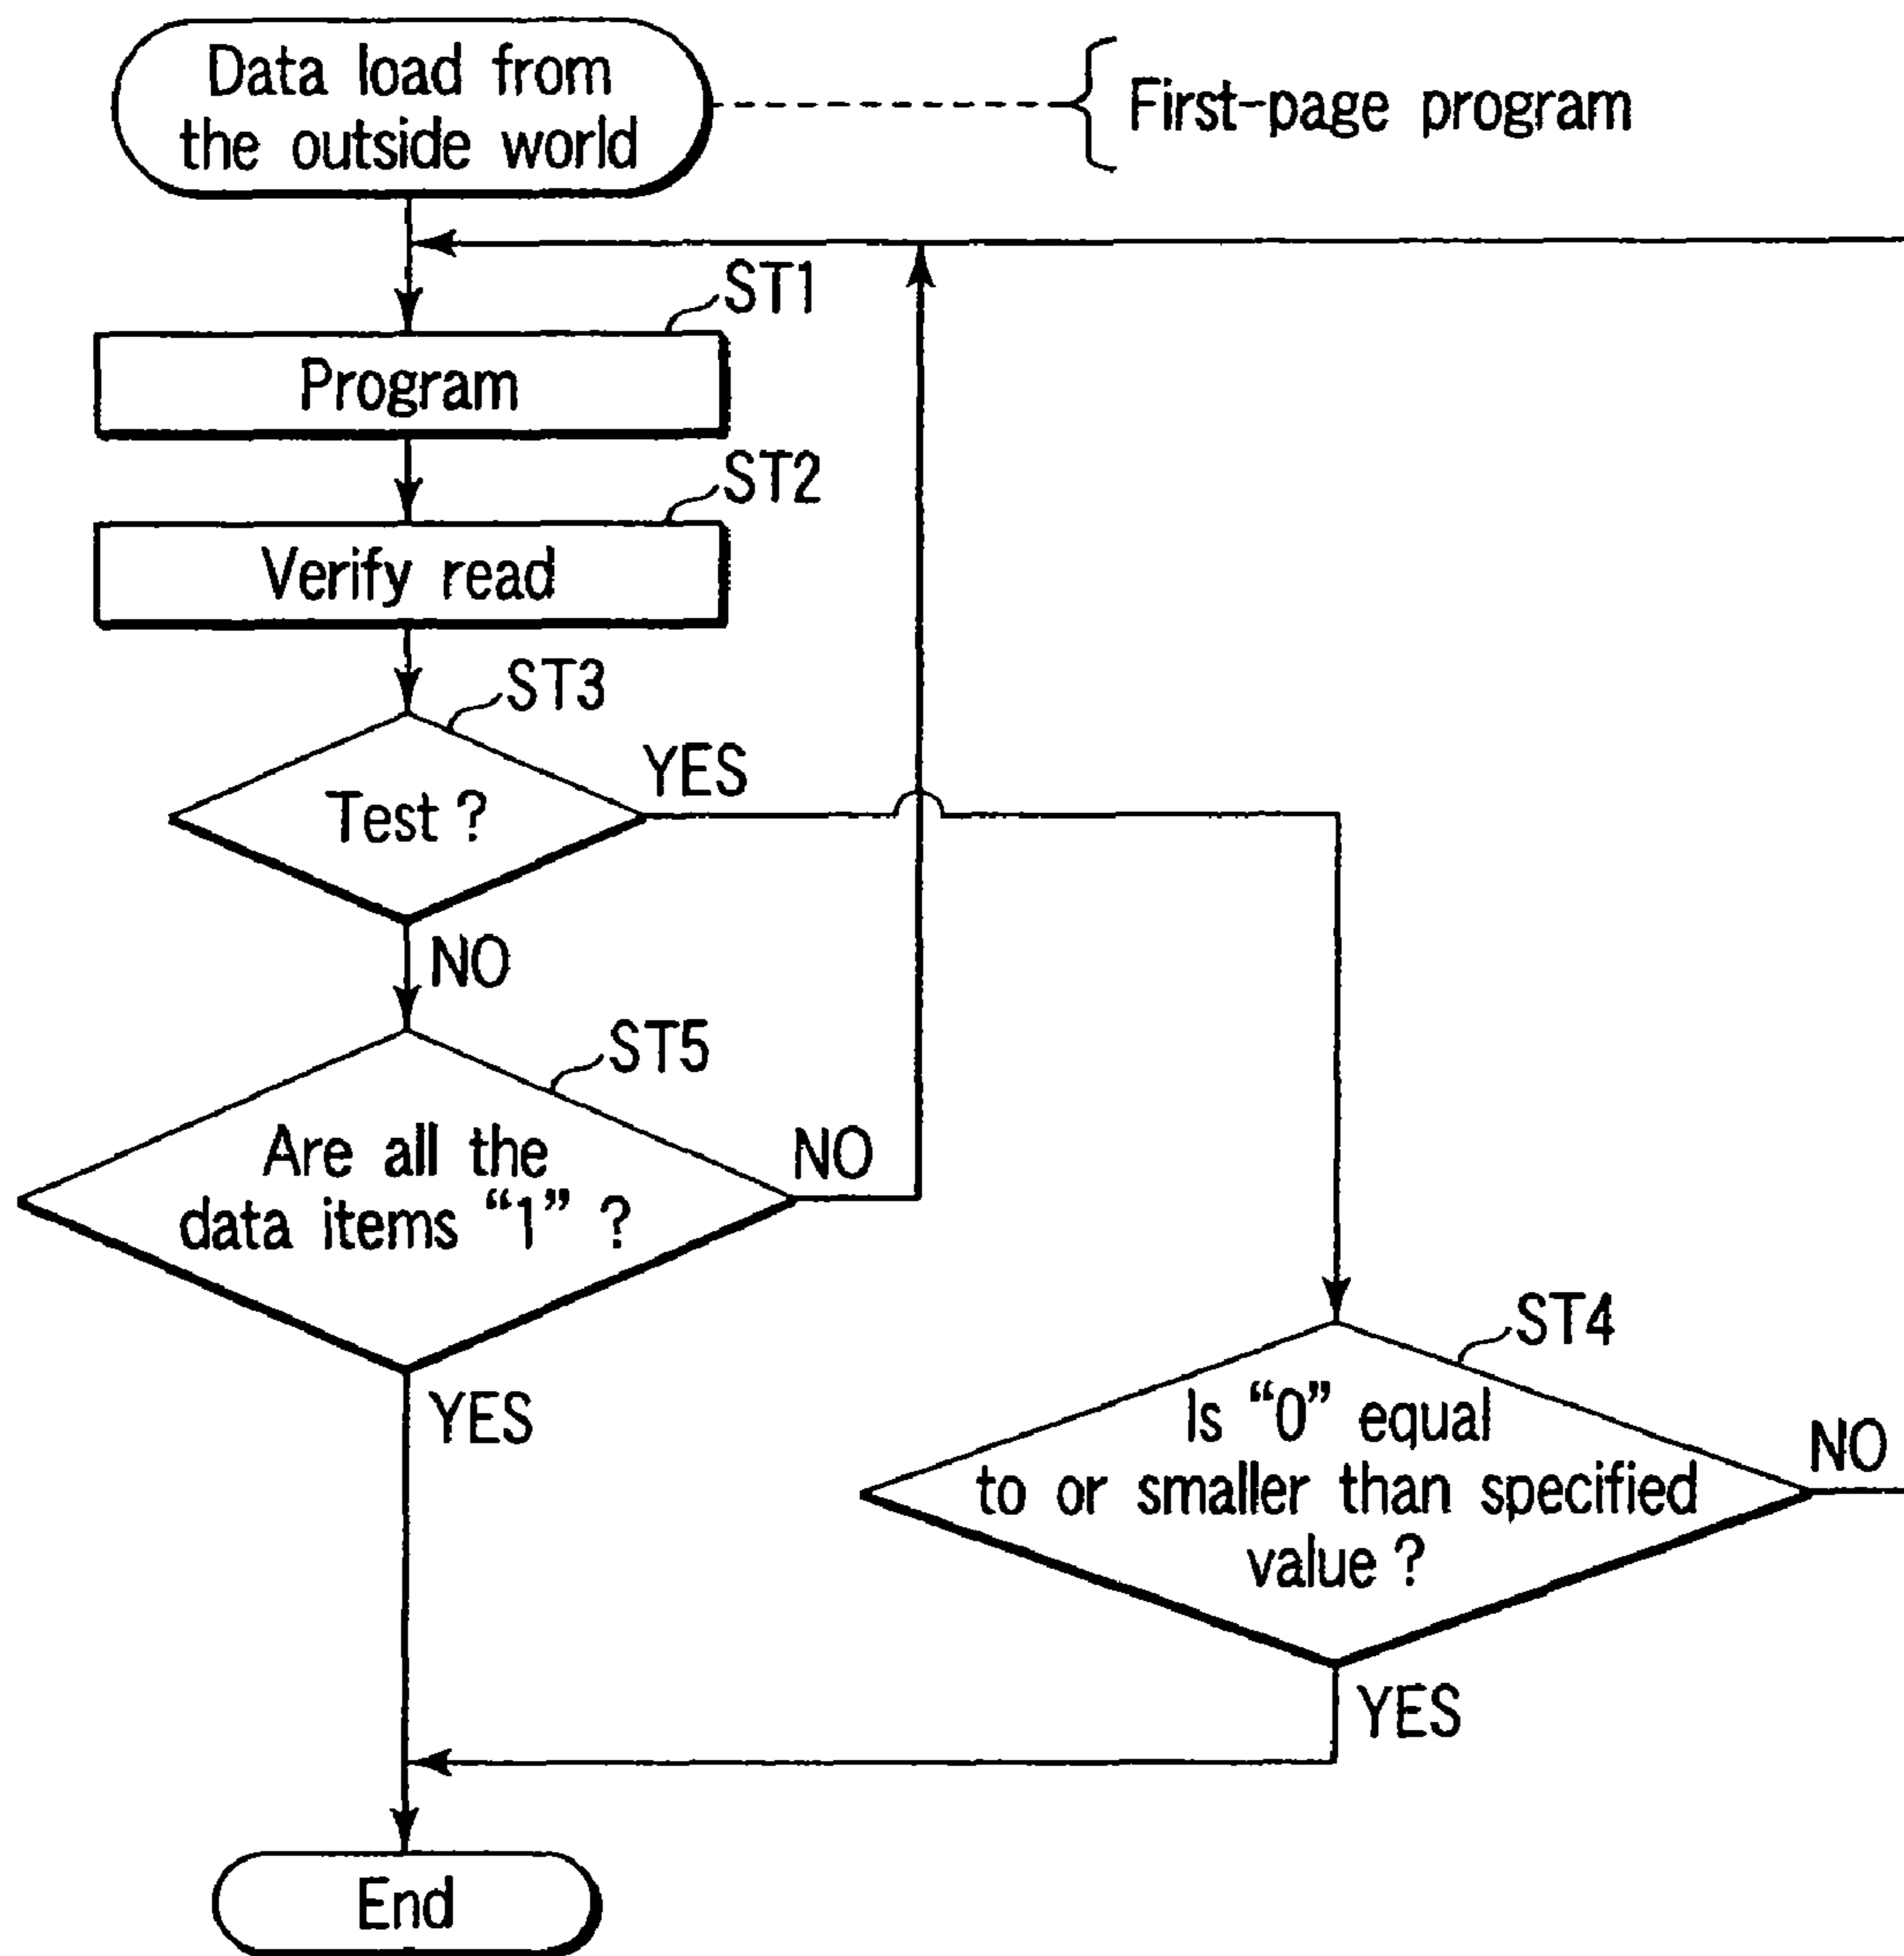 Data load from
the outside world
First-page program
ST1
Program
ST2
Verify read
ST3
Test ?
YES
NO
ST5
Are all the
data items “1” ?
NO
YES
ST4
Is “0” equal
to or smaller than specified
value ?
NO
YES
End